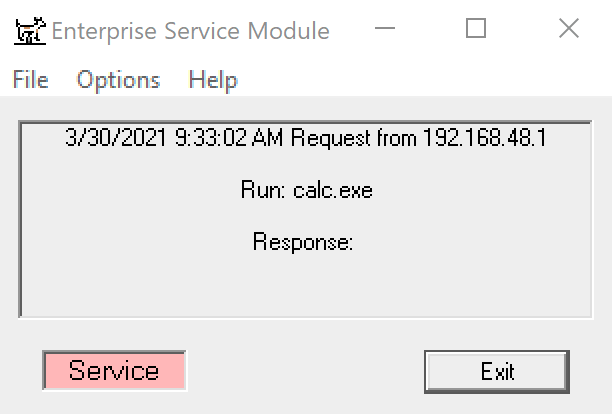 Enterprise Service Module
File Options Help
3/30/2021 9:33:02 AM Request from 192.168.48.1
Run: calc.exe
Response:
Service Exit